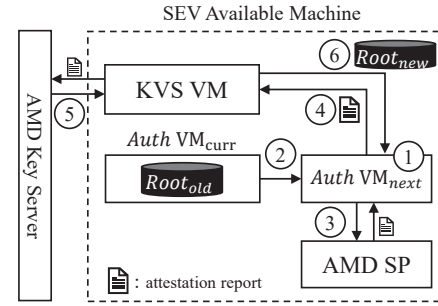 SEV Available Machine
AMD Key Server
KVS VM
6
Root_new
5
4
Auth VM_curr
Root_old
2
1
Auth VM_next
3
AMD SP
: attestation report